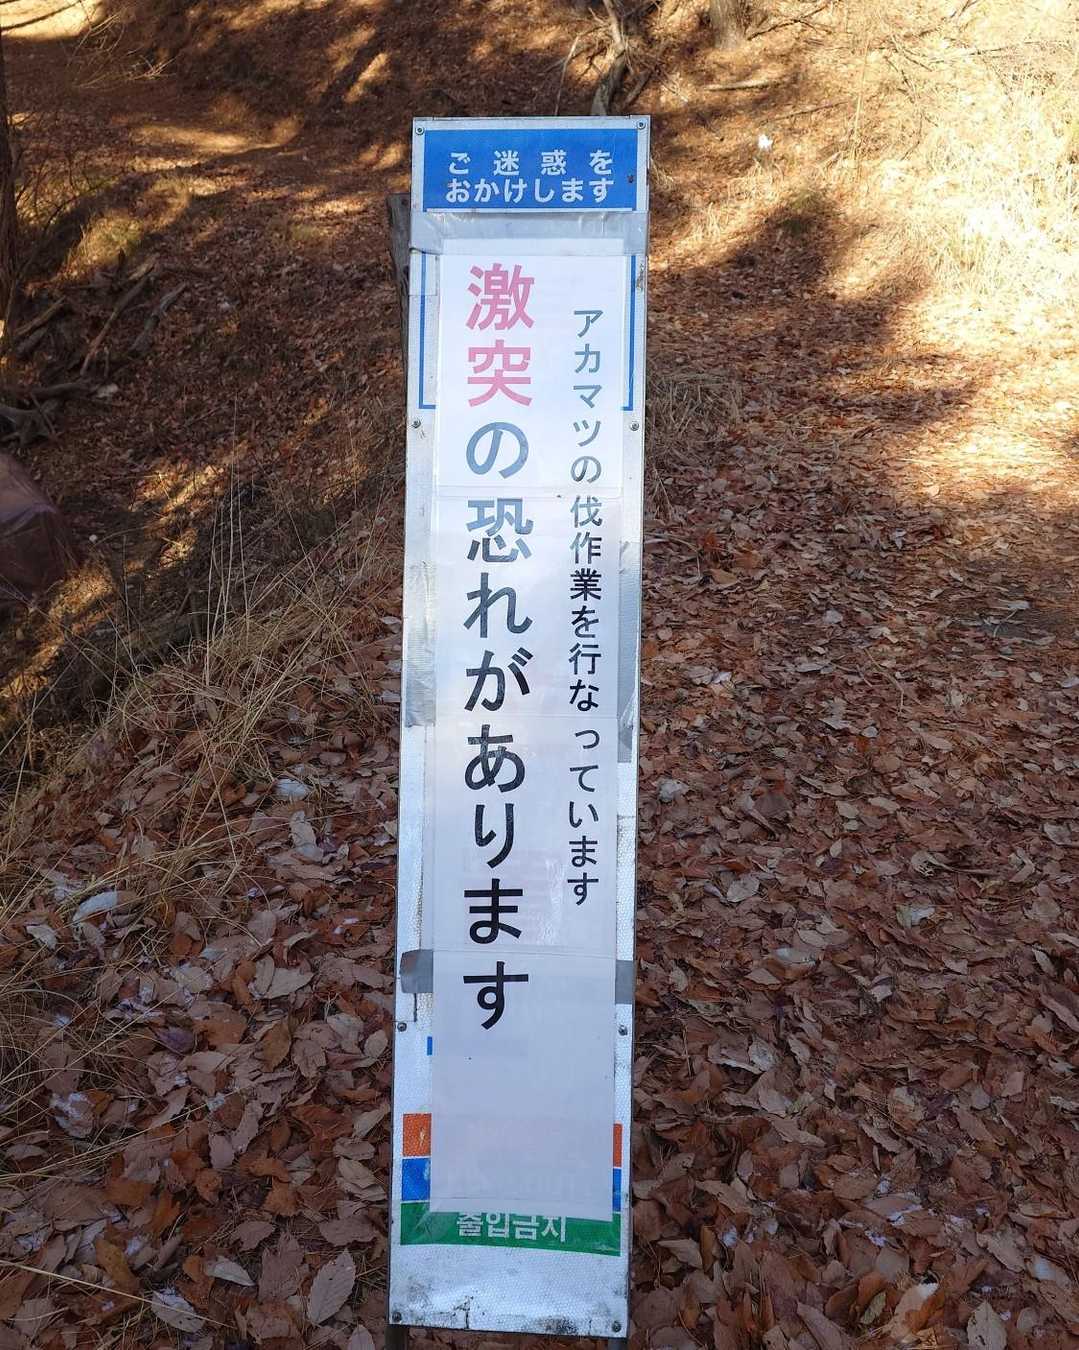 ご迷惑を
おかけします
アカマツの伐作業を行なっています
激突の恐れがあります
출입금지